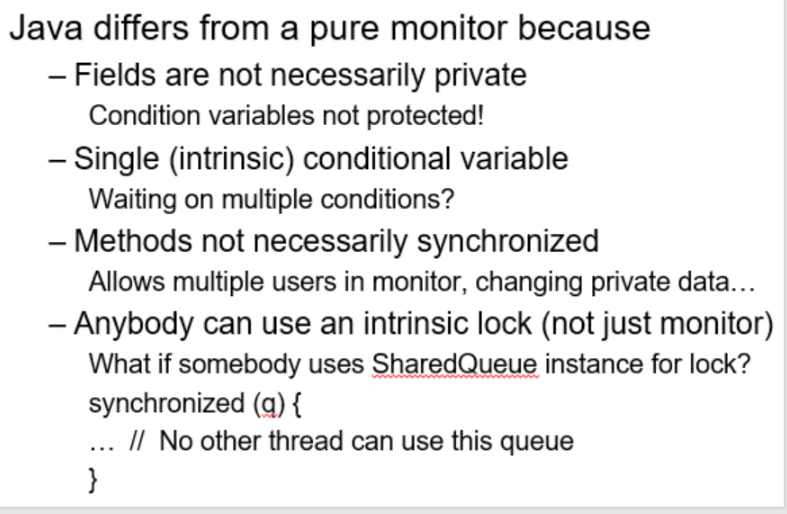 Java differs from a pure monitor because
– Fields are not necessarily private
Condition variables not protected!
– Single (intrinsic) conditional variable
Waiting on multiple conditions?
– Methods not necessarily synchronized
Allows multiple users in monitor, changing private data…
– Anybody can use an intrinsic lock (not just monitor)
What if somebody uses SharedQueue instance for lock?
synchronized (q) {
… // No other thread can use this queue
}